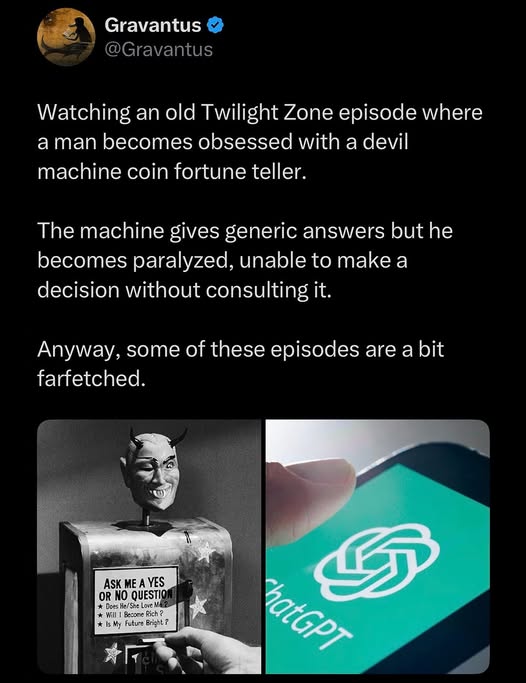 Gravantus
@Gravantus
Watching an old Twilight Zone episode where
a man becomes obsessed with a devil
machine coin fortune teller.
The machine gives generic answers but he
becomes paralyzed, unable to make a
decision without consulting it.
Anyway, some of these episodes are a bit
farfetched.
ASK ME A YES
OR NO QUESTION
★ Does He/She Love Me?
★ Will I Become Rich?
★ Is My Future Bright?
ChatGPT